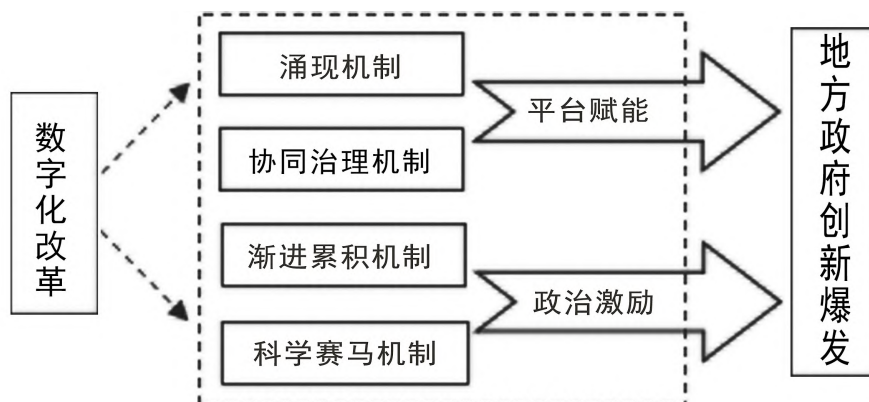 数字化改革
涌现机制
协同治理机制
渐进累积机制
科学赛马机制
平台赋能
政治激励
地方政府创新爆发